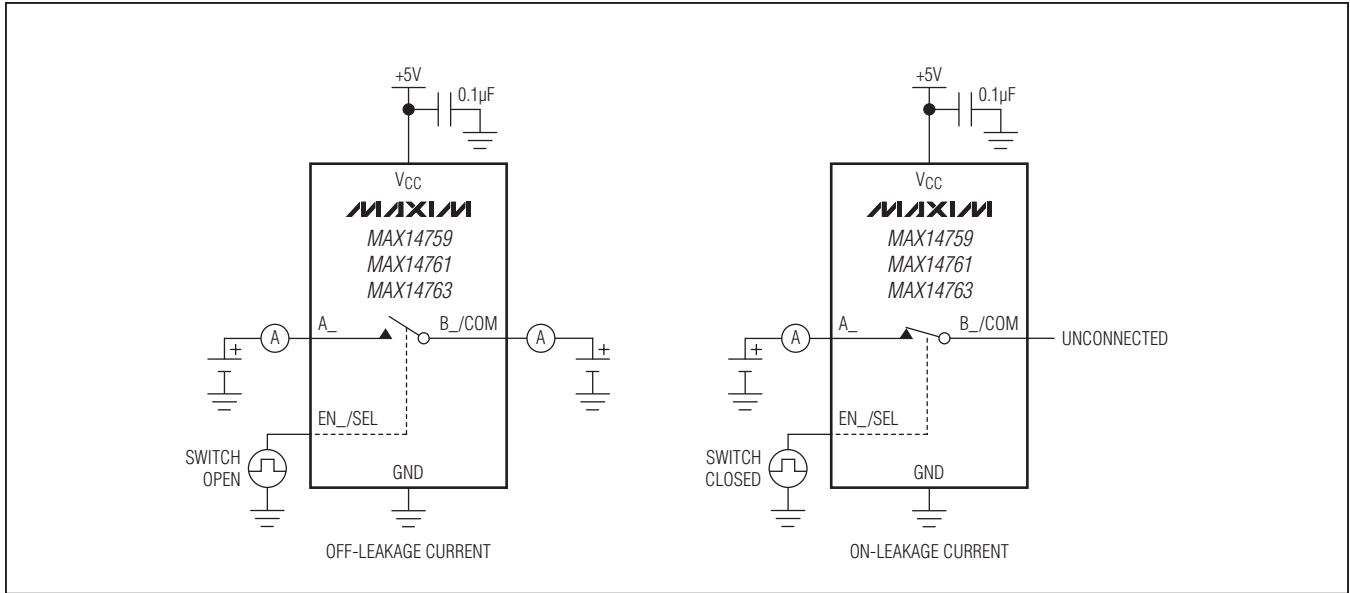 +5V
0.1µF
VCC
MAXIM
MAX14759
MAX14761
MAX14763
A_
B_/COM
A
+
A
+
EN_/SEL
SWITCH
OPEN
GND
OFF-LEAKAGE CURRENT
+5V
0.1µF
VCC
MAXIM
MAX14759
MAX14761
MAX14763
A_
B_/COM
A
+
UNCONNECTED
EN_/SEL
SWITCH
CLOSED
GND
ON-LEAKAGE CURRENT